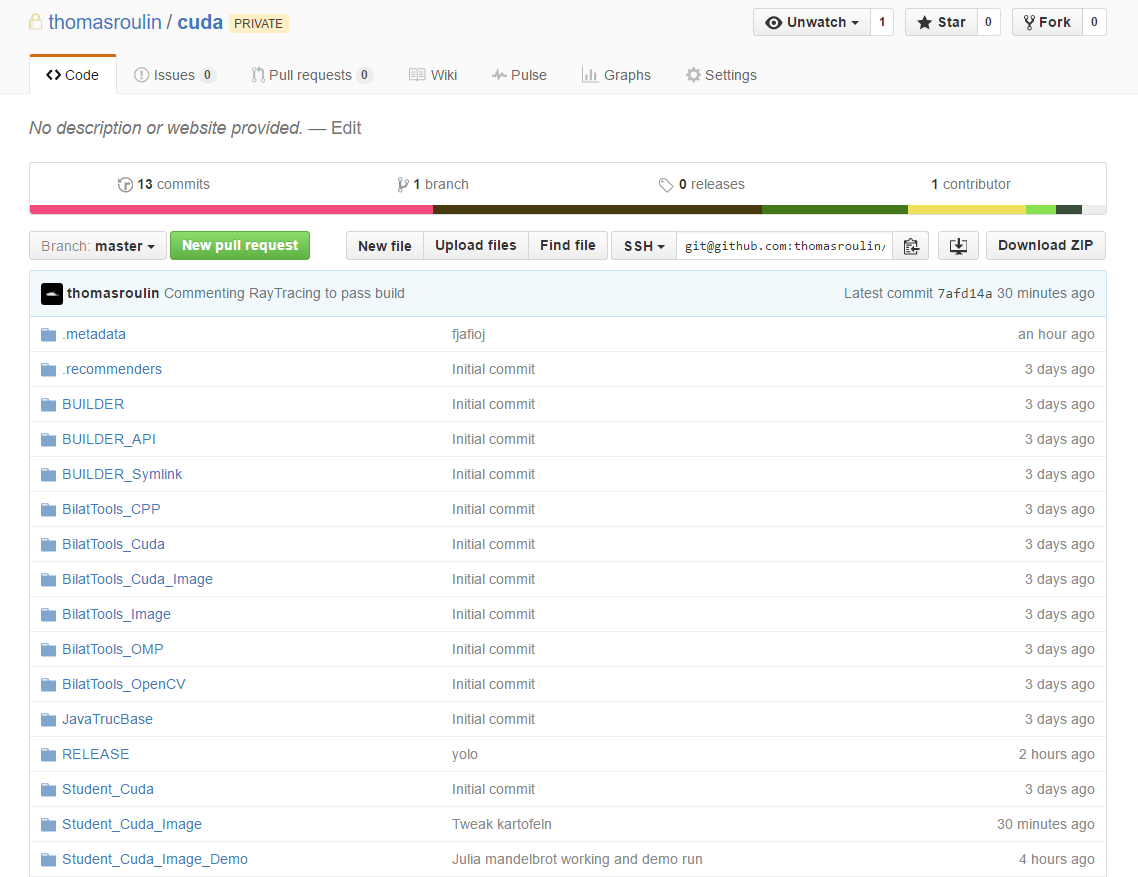 thomasroulin / cuda PRIVATE Unwatch 1 Star 0 Fork 0
Code Issues 0 Pull requests 0 Wiki Pulse Graphs Settings
No description or website provided. — Edit
13 commits 1 branch 0 releases 1 contributor
Branch: master New pull request New file Upload files Find file SSH git@github.com:thomasroulin/ Download ZIP
thomasroulin Commenting RayTracing to pass build Latest commit 7afd14a 30 minutes ago
.metadata fjafioj an hour ago
.recommenders Initial commit 3 days ago
BUILDER Initial commit 3 days ago
BUILDER_API Initial commit 3 days ago
BUILDER_Symlink Initial commit 3 days ago
BilatTools_CPP Initial commit 3 days ago
BilatTools_Cuda Initial commit 3 days ago
BilatTools_Cuda_Image Initial commit 3 days ago
BilatTools_Image Initial commit 3 days ago
BilatTools_OMP Initial commit 3 days ago
BilatTools_OpenCV Initial commit 3 days ago
JavaTrucBase Initial commit 3 days ago
RELEASE yolo 2 hours ago
Student_Cuda Initial commit 3 days ago
Student_Cuda_Image Tweak kartofeln 30 minutes ago
Student_Cuda_Image_Demo Julia mandelbrot working and demo run 4 hours ago